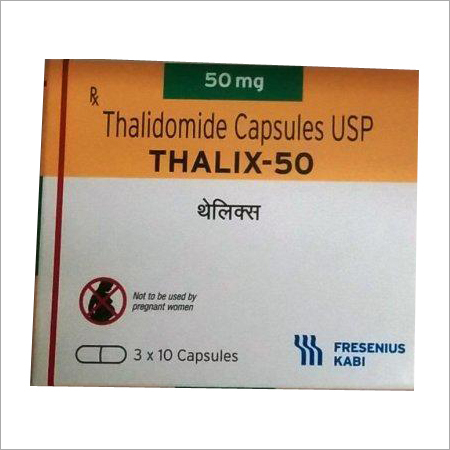 50 mg
Rx
Thalidomide Capsules USP
THALIX-50
थेलिक्स
Not to be used by
pregnant women
3 x 10 Capsules
FRESENIUS
KABI